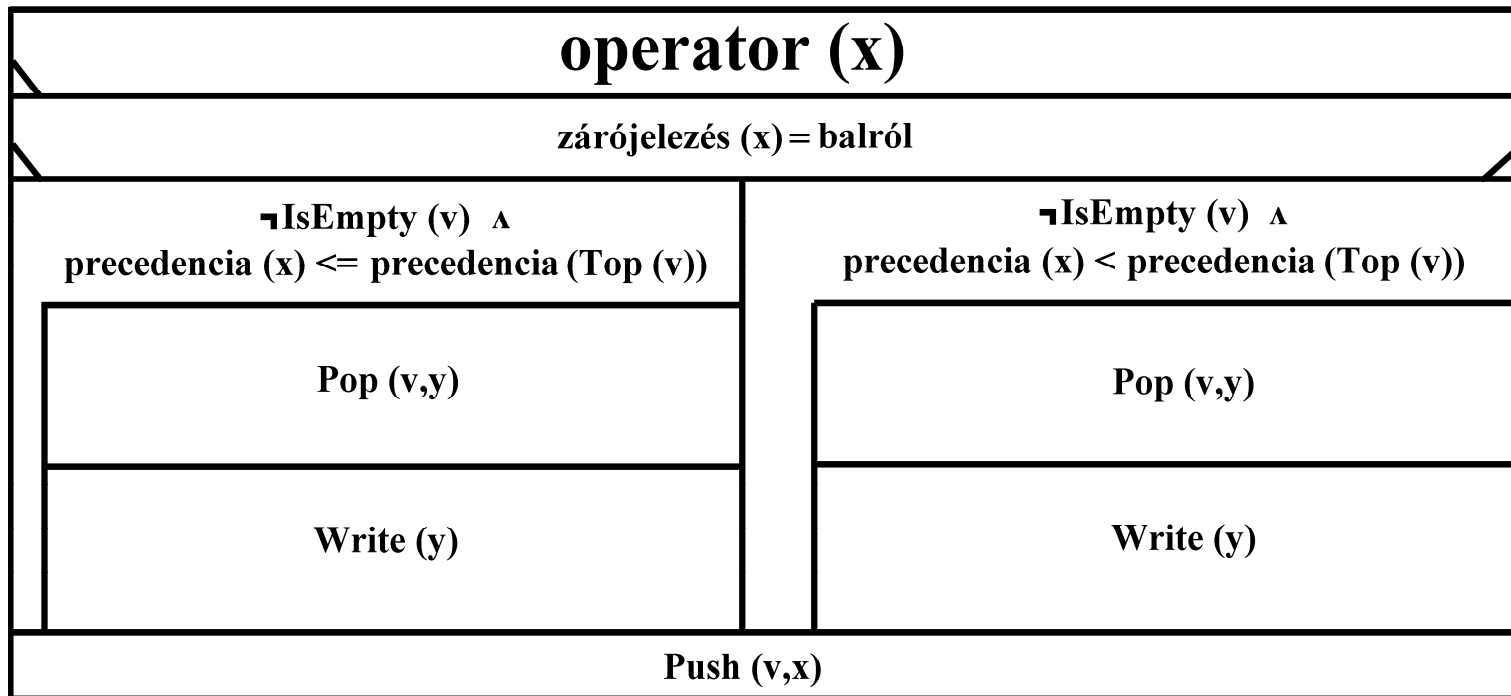 operator (x)
zárójelezés (x) = balról
¬IsEmpty (v) ∧
precedencia (x) <= precedencia (Top (v))
Pop (v,y)
Write (y)
¬IsEmpty (v) ∧
precedencia (x) < precedencia (Top (v))
Pop (v,y)
Write (y)
Push (v,x)